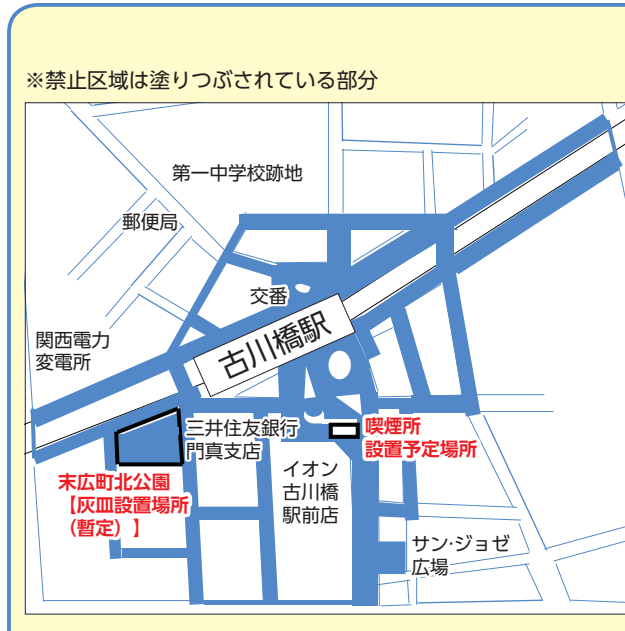 ※禁止区域は塗りつぶされている部分
第一中学校跡地
郵便局
交番
古川橋駅
関西電力
変電所
三井住友銀行
門真支店
喫煙所
設置予定場所
末広町北公園
【灰皿設置場所
(暫定)】
イオン
古川橋
駅前店
サン・ジョゼ
広場